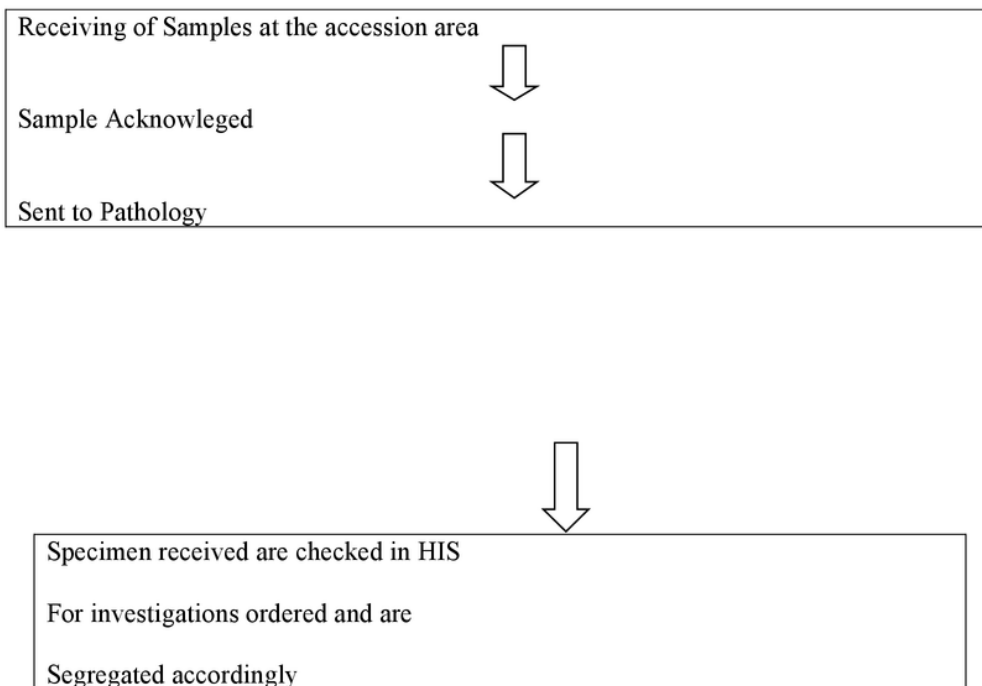 Receiving of Samples at the accession area
Sample Acknowleged
Sent to Pathology
Specimen received are checked in HIS
For investigations ordered and are
Segregated accordingly